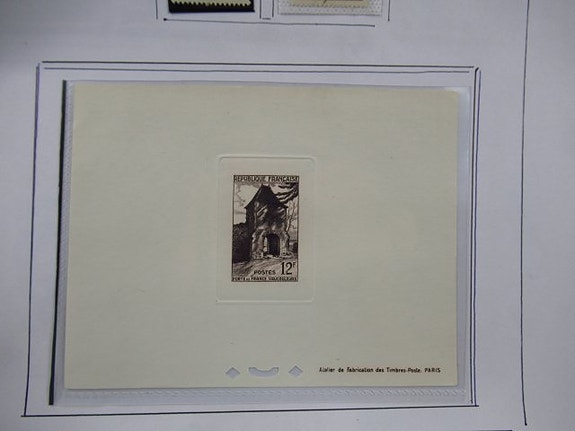 REPUBLIQUE FRANÇAISE
POSTES 12F
PORTE DE FRANCE VAUCOULEURS
Atelier de Fabrication des Timbres-Poste, PARIS